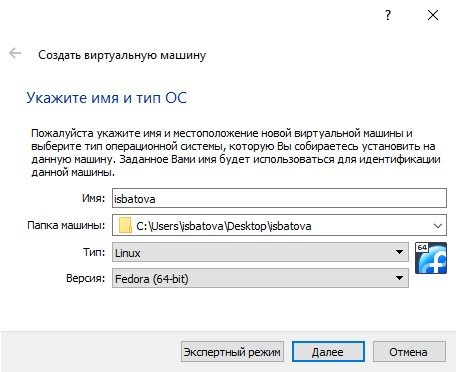 ?
Создать виртуальную машину
Укажите имя и тип ОС
Пожалуйста укажите имя и местоположение новой виртуальной машины и
выберите тип операционной системы, которую Вы собираетесь установить на
данную машину. Заданное Вами имя будет использоваться для идентификации
данной машины.
Имя: isbatova
Папка машины: C:\Users\isbatova\Desktop\isbatova
Тип: Linux
64
Версия: Fedora (64-bit)
Экспертный режим Далее Отмена